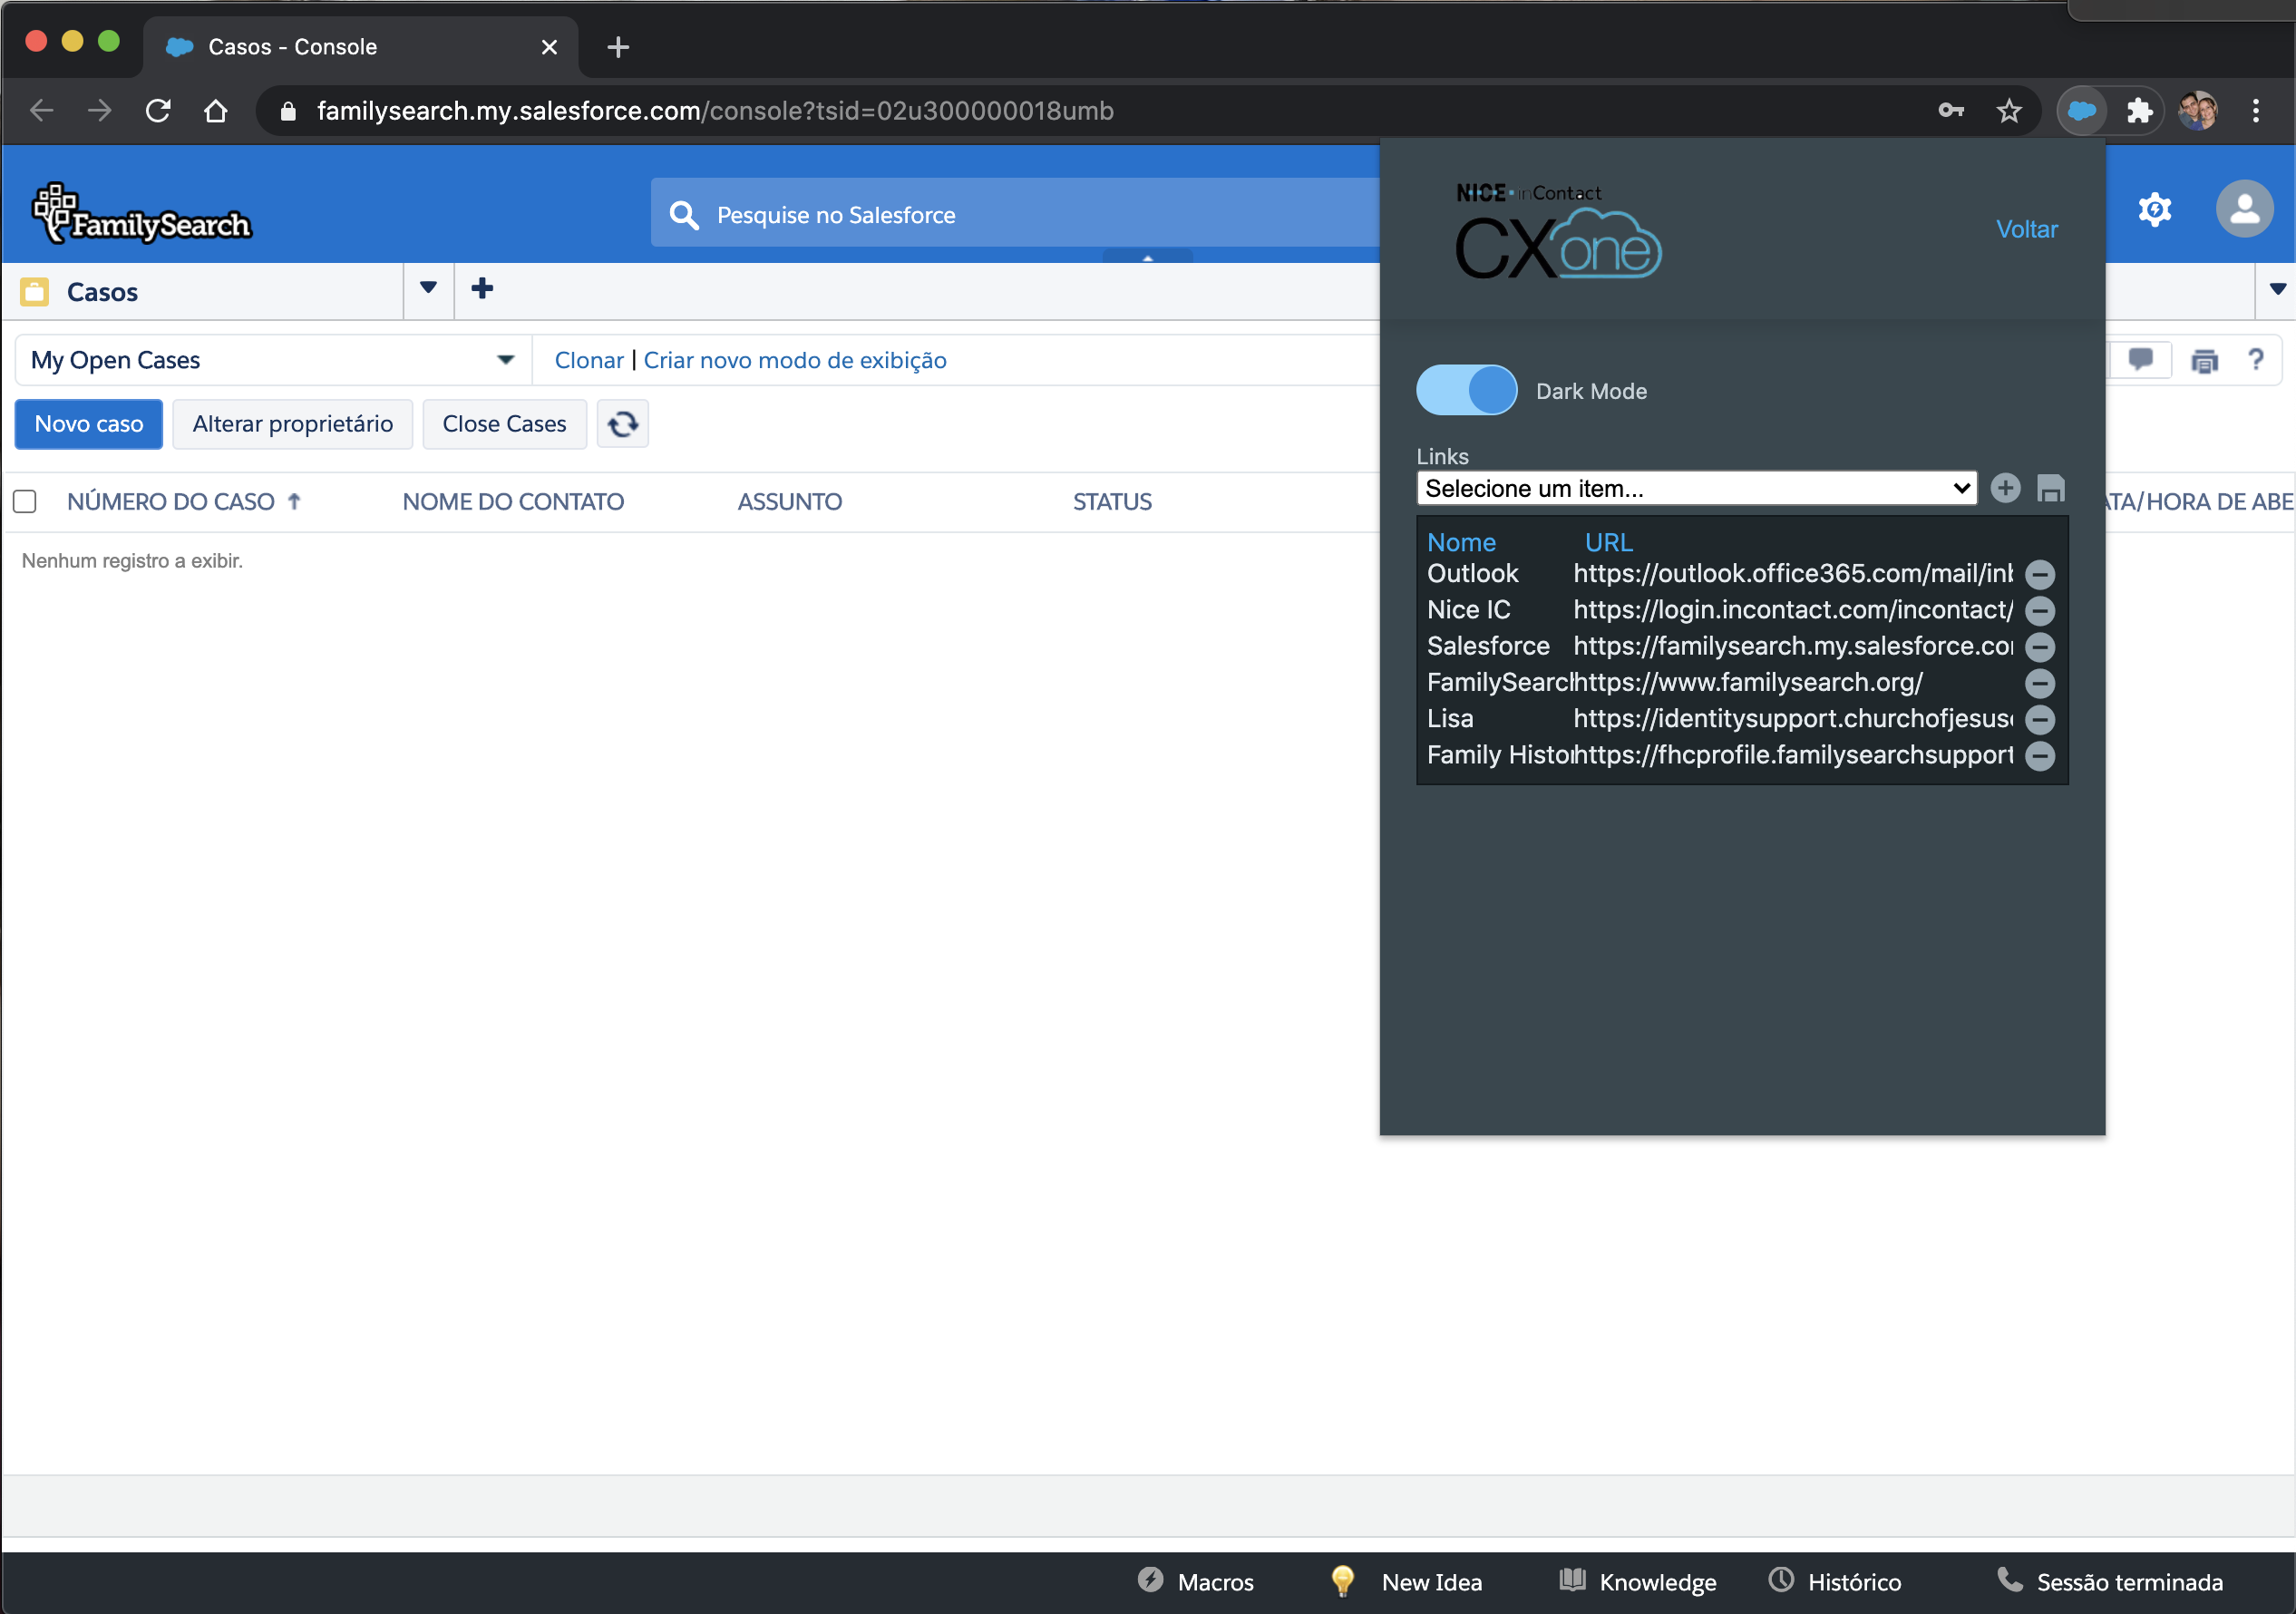 Casos - Console
familysearch.my.salesforce.com/console?tsid=02u300000018umb
FamilySearch
Pesquise no Salesforce
NICE inContact
CXone
Voltar
Casos
My Open Cases
Clonar | Criar novo modo de exibição
Dark Mode
Novo caso
Alterar proprietário
Close Cases
Links
Selecione um item...
NÚMERO DO CASO
NOME DO CONTATO
ASSUNTO
STATUS
ATA/HORA DE ABE
Nenhum registro a exibir.
Nome URL
Outlook https://outlook.office365.com/mail/inb
Nice IC https://login.incontact.com/incontact/
Salesforce https://familysearch.my.salesforce.co
FamilySearch https://www.familysearch.org/
Lisa https://identitysupport.churchofjesus
Family Histo https://fhcprofile.familysearchsupport
Macros
New Idea
Knowledge
Histórico
Sessão terminada